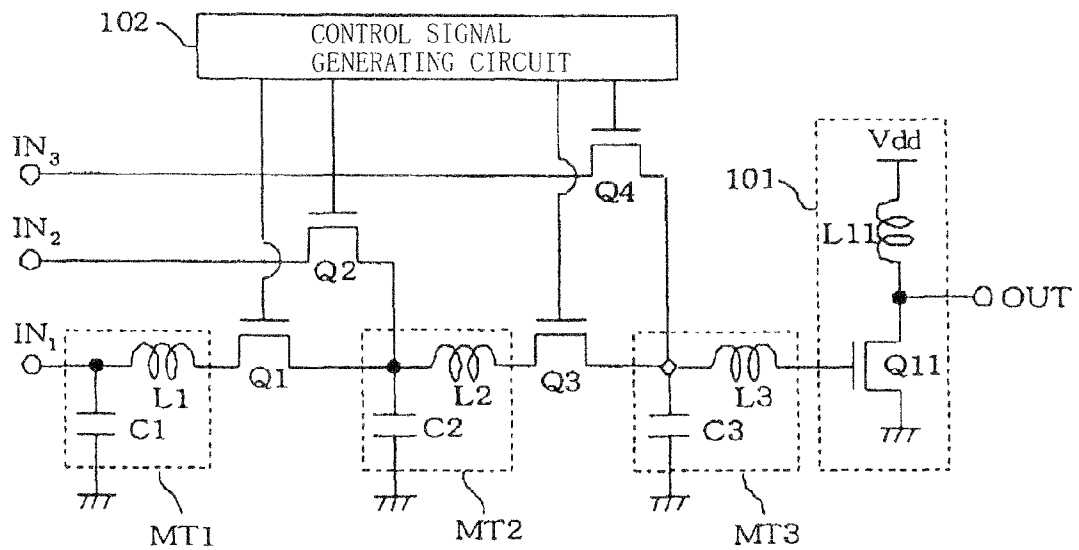 102
CONTROL SIGNAL
GENERATING CIRCUIT
IN₃
Q4
Vdd
101
L11
IN₂
Q2
OUT
IN₁
L1
Q1
L2
Q3
L3
Q11
C1
C2
C3
MT1
MT2
MT3